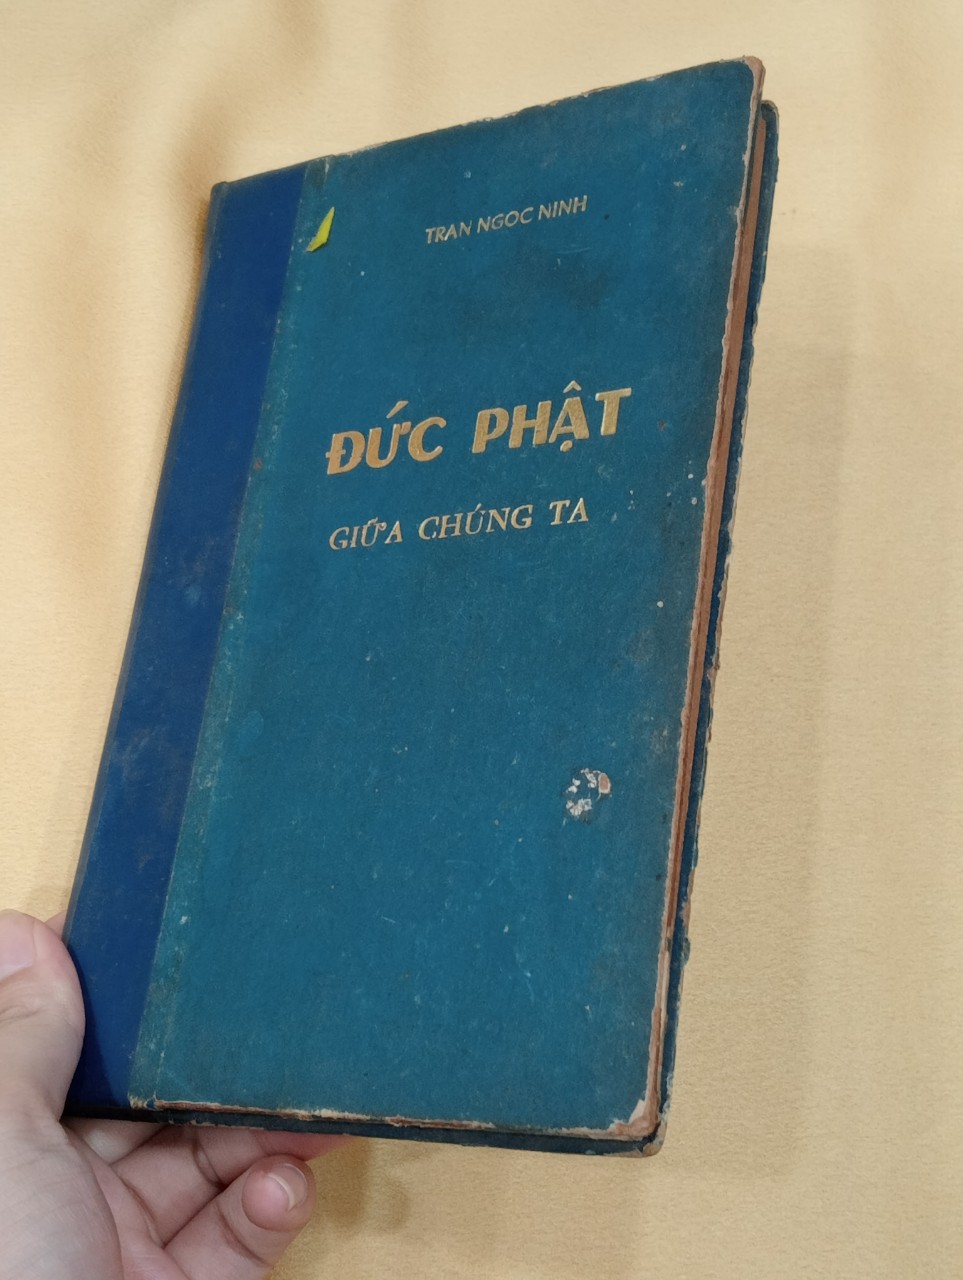 TRAN NGOC NINH
ĐỨC PHẬT
GIỮA CHÚNG TA